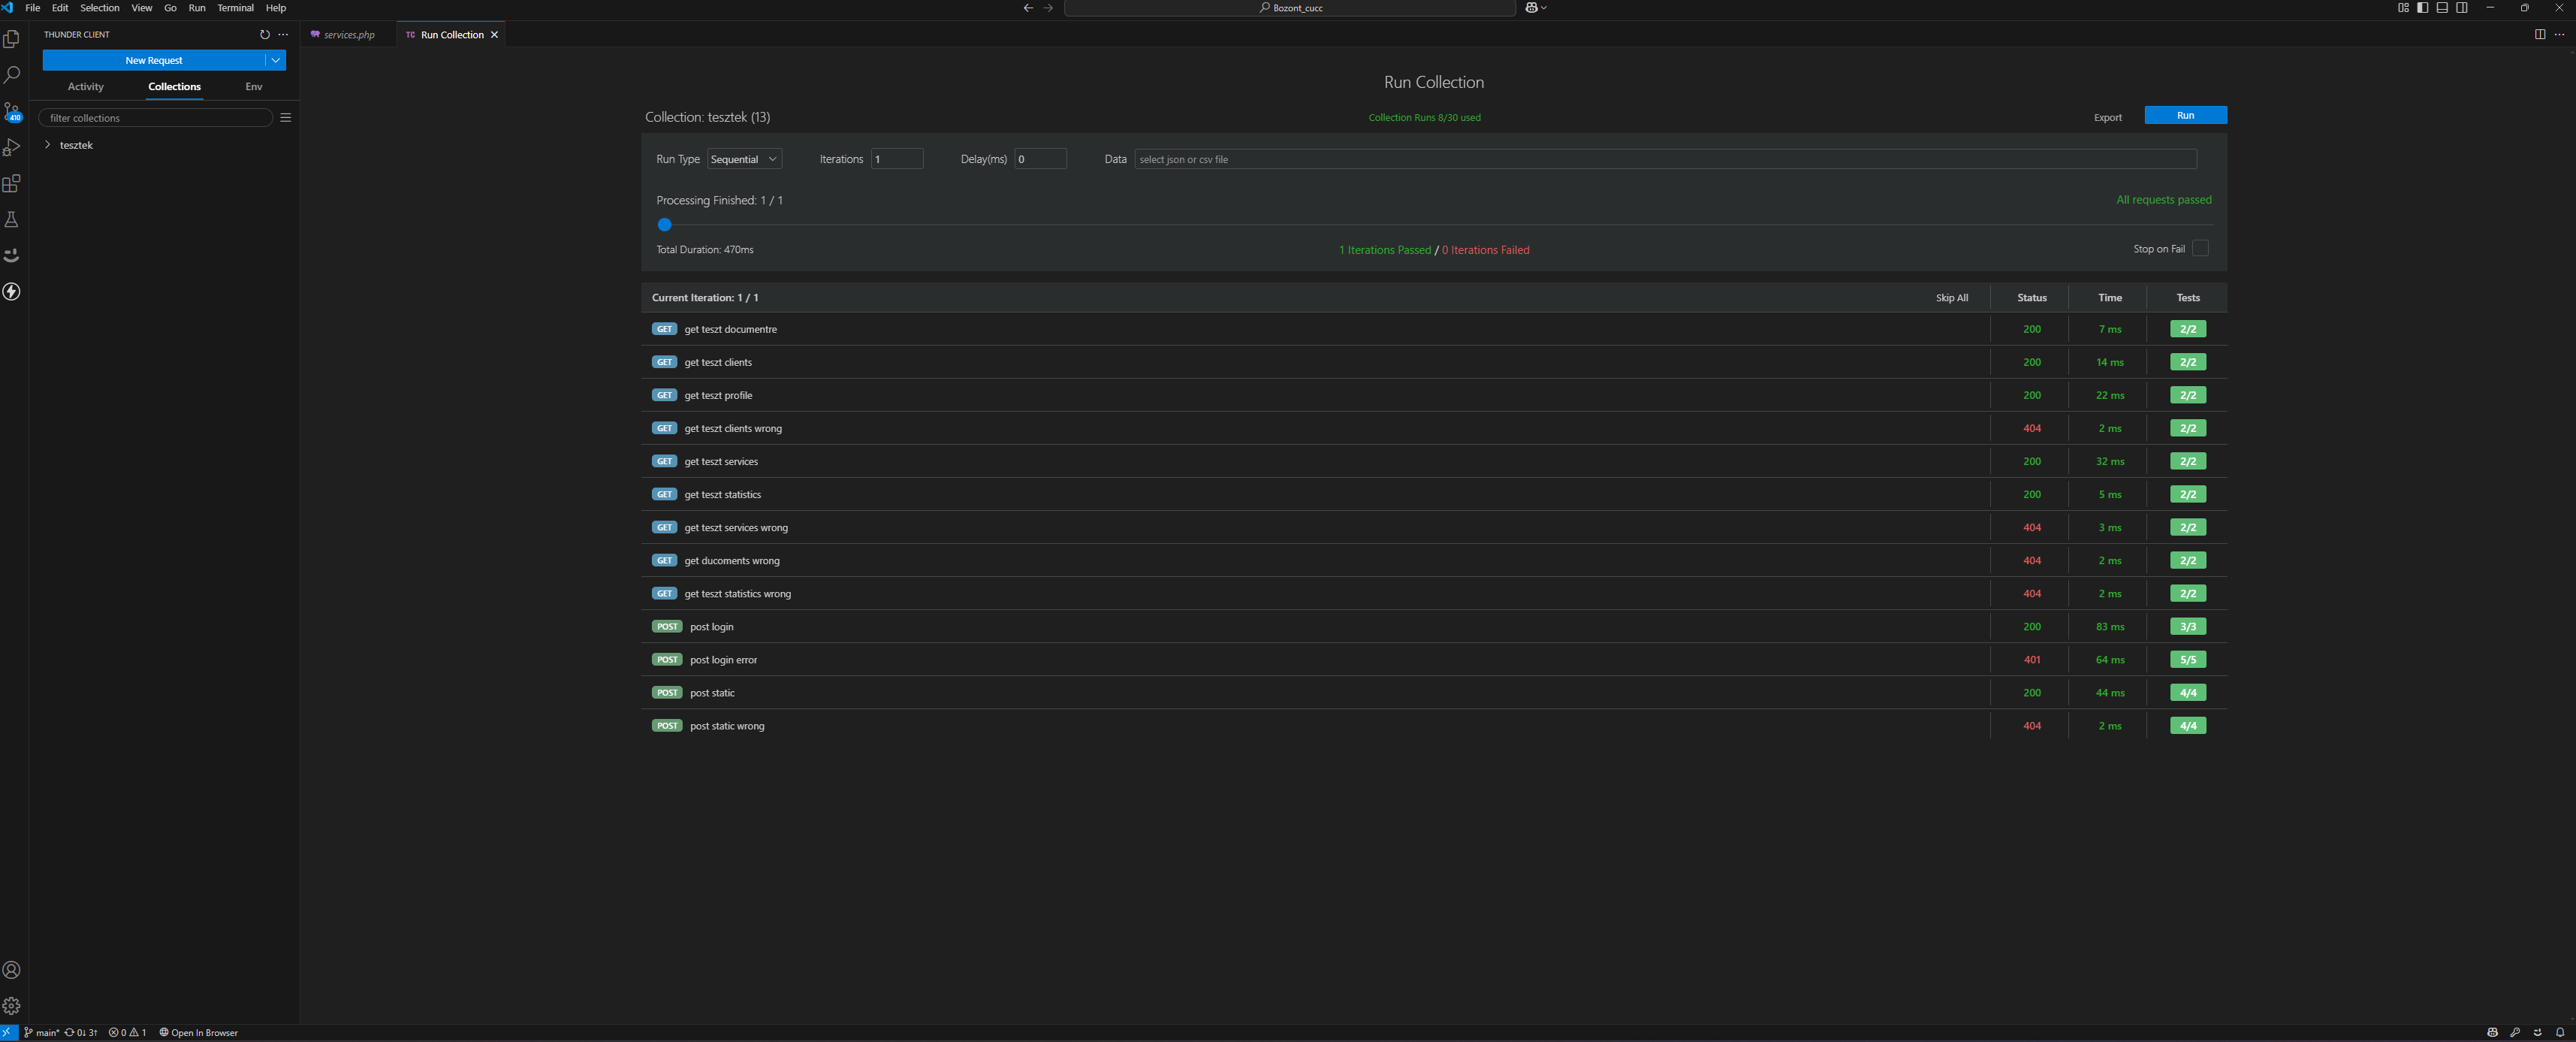 File Edit Selection View Go Run Terminal Help
Bozont_cucc
THUNDER CLIENT
services.php
TC Run Collection
New Request
Activity Collections Env
filter collections
tesztek
410
Run Collection
Collection: tesztek (13) Collection Runs 8/30 used Export Run
Run Type Sequential Iterations 1 Delay(ms) 0 Data select json or csv file
Processing Finished: 1 / 1 All requests passed
Total Duration: 470ms 1 Iterations Passed / 0 Iterations Failed Stop on Fail
Current Iteration: 1 / 1 Skip All Status Time Tests
GET get teszt documentre 200 7 ms 2/2
GET get teszt clients 200 14 ms 2/2
GET get teszt profile 200 22 ms 2/2
GET get teszt clients wrong 404 2 ms 2/2
GET get teszt services 200 32 ms 2/2
GET get teszt statistics 200 5 ms 2/2
GET get teszt services wrong 404 3 ms 2/2
GET get ducoments wrong 404 2 ms 2/2
GET get teszt statistics wrong 404 2 ms 2/2
POST post login 200 83 ms 3/3
POST post login error 401 64 ms 5/5
POST post static 200 44 ms 4/4
POST post static wrong 404 2 ms 4/4
main* 0↓ 3↑ 0 1 Open In Browser